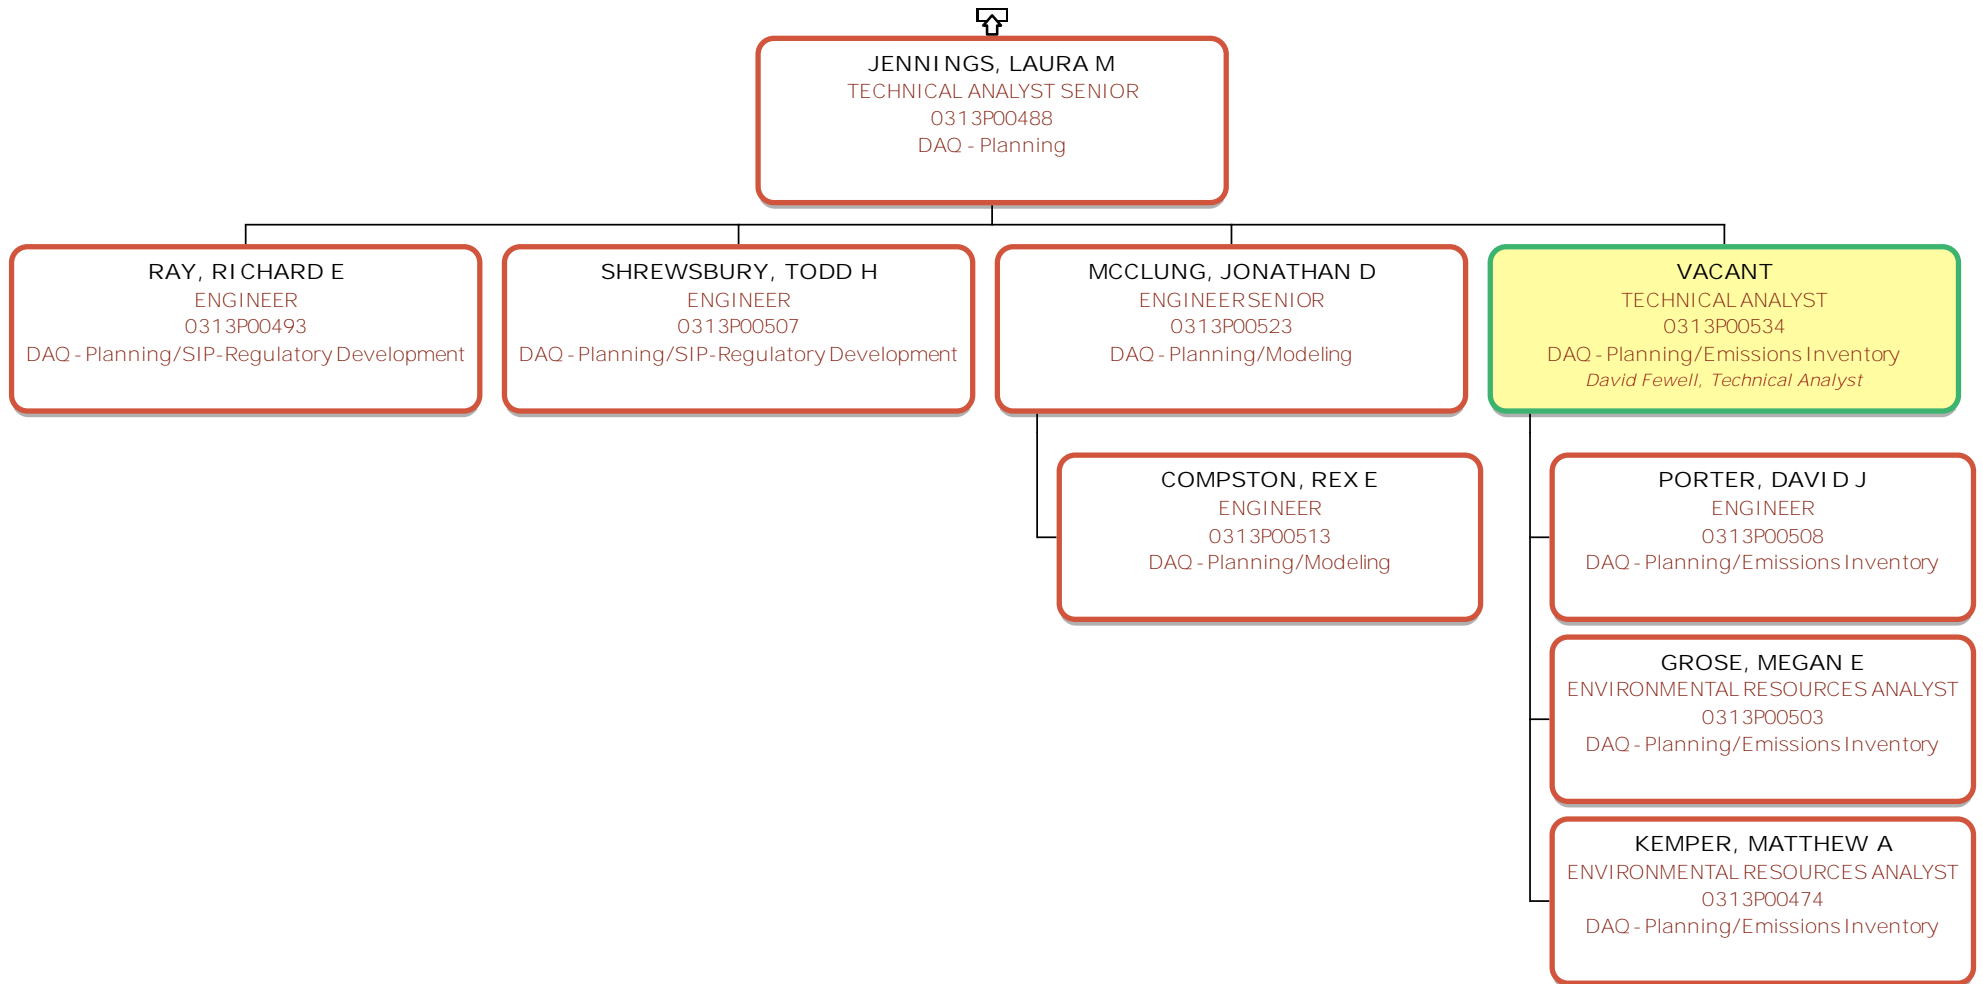 JENNINGS, LAURA M
TECHNICAL ANALYST SENIOR
0313P00488
DAQ - Planning
RAY, RICHARD E
ENGINEER
0313P00493
DAQ - Planning/SIP-Regulatory Development
SHREWSBURY, TODD H
ENGINEER
0313P00507
DAQ - Planning/SIP-Regulatory Development
MCCLUNG, JONATHAN D
ENGINEER SENIOR
0313P00523
DAQ - Planning/Modeling
VACANT
TECHNICAL ANALYST
0313P00534
DAQ - Planning/Emissions Inventory
David Fewell, Technical Analyst
COMPSTON, REX E
ENGINEER
0313P00513
DAQ - Planning/Modeling
PORTER, DAVID J
ENGINEER
0313P00508
DAQ - Planning/Emissions Inventory
GROSE, MEGAN E
ENVIRONMENTAL RESOURCES ANALYST
0313P00503
DAQ - Planning/Emissions Inventory
KEMPER, MATTHEW A
ENVIRONMENTAL RESOURCES ANALYST
0313P00474
DAQ - Planning/Emissions Inventory